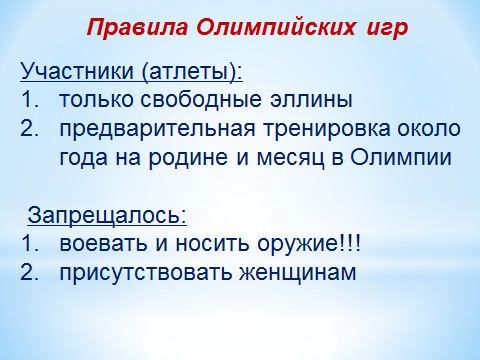 Правила Олимпийских игр
Участники (атлеты):
1. только свободные эллины
2. предварительная тренировка около
года на родине и месяц в Олимпии
Запрещалось:
1. воевать и носить оружие!!!
2. присутствовать женщинам